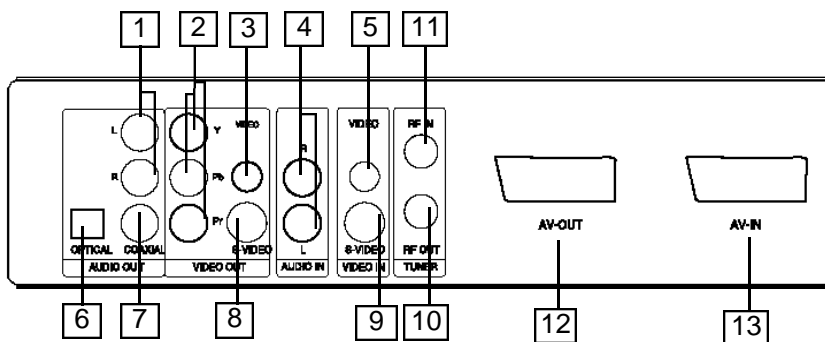 1 2 3 4 5 11
L Y VIDEO R VIDEO RF IN
R Pb
Pr
OPTICAL COAXIAL S-VIDEO L S-VIDEO RF OUT
AUDIO OUT VIDEO OUT AUDIO IN VIDEO IN TUNER
AV-OUT AV-IN
6 7 8 9 10 12 13